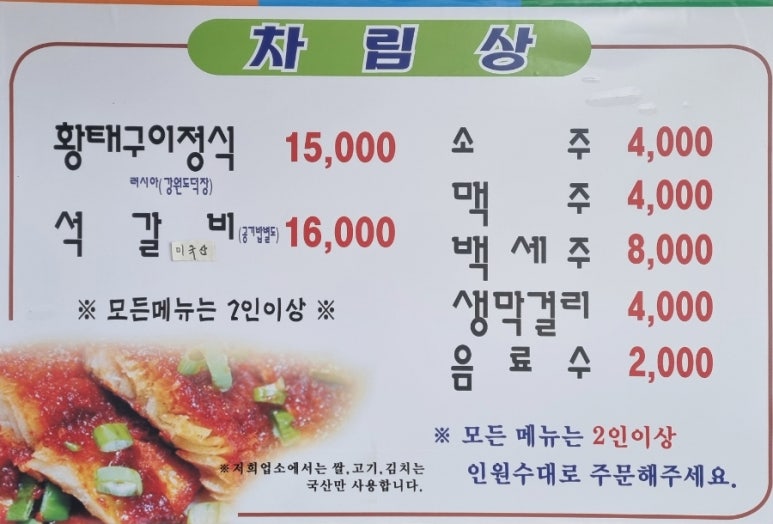 차림상
황태구이정식 15,000
러시아(강원도덕장)
석갈비(공기밥별도) 16,000
미국산
※ 모든메뉴는 2인이상 ※
소주 4,000
맥주 4,000
백세주 8,000
생막걸리 4,000
음료수 2,000
※ 모든 메뉴는 2인이상
인원수대로 주문해주세요.
※저희업소에서는 쌀,고기,김치는
국산만 사용합니다.